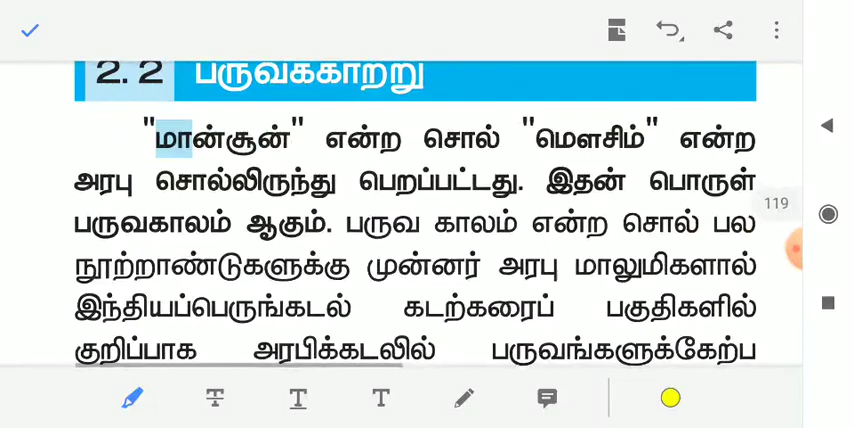 2.2 பருவக்காற்று
"மான்சூன்" என்ற சொல் "மௌசிம்" என்ற
அரபு சொல்லிருந்து பெறப்பட்டது. இதன் பொருள்
பருவகாலம் ஆகும். பருவ காலம் என்ற சொல் பல
119
நூற்றாண்டுகளுக்கு முன்னர் அரபு மாலுமிகளால்
இந்தியப்பெருங்கடல் கடற்கரைப் பகுதிகளில்
குறிப்பாக அரபிக்கடலில் பருவங்களுக்கேற்ப